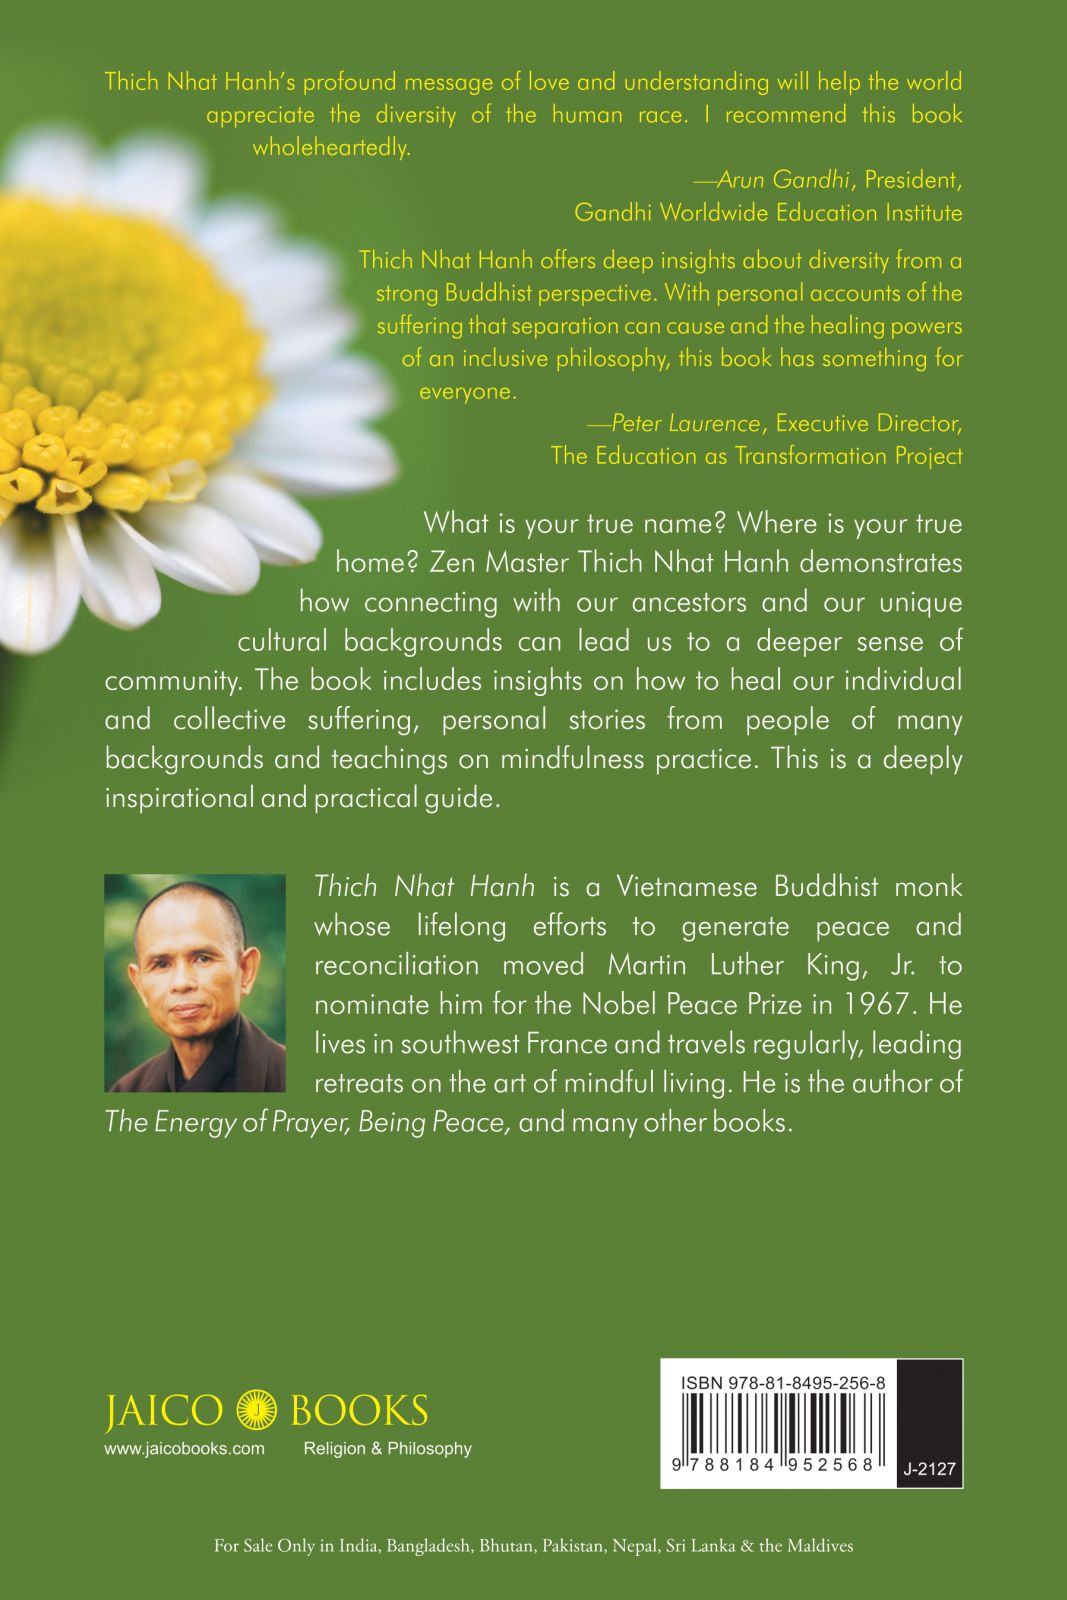 Thich Nhat Hanh's profound message of love and understanding will help the world
appreciate the diversity of the human race. I recommend this book
wholeheartedly.
—Arun Gandhi, President,
Gandhi Worldwide Education Institute
Thich Nhat Hanh offers deep insights about diversity from a
strong Buddhist perspective. With personal accounts of the
suffering that separation can cause and the healing powers
of an inclusive philosophy, this book has something for
everyone.
—Peter Laurence, Executive Director,
The Education as Transformation Project
What is your true name? Where is your true
home? Zen Master Thich Nhat Hanh demonstrates
how connecting with our ancestors and our unique
cultural backgrounds can lead us to a deeper sense of
community. The book includes insights on how to heal our individual
and collective suffering, personal stories from people of many
backgrounds and teachings on mindfulness practice. This is a deeply
inspirational and practical guide.
Thich Nhat Hanh is a Vietnamese Buddhist monk
whose lifelong efforts to generate peace and
reconciliation moved Martin Luther King, Jr. to
nominate him for the Nobel Peace Prize in 1967. He
lives in southwest France and travels regularly, leading
retreats on the art of mindful living. He is the author of
The Energy of Prayer, Being Peace, and many other books.
JAICO J BOOKS
www.jaicobooks.com Religion & Philosophy
ISBN 978-81-8495-256-8
9 788184 952568
J-2127
For Sale Only in India, Bangladesh, Bhutan, Pakistan, Nepal, Sri Lanka & the Maldives